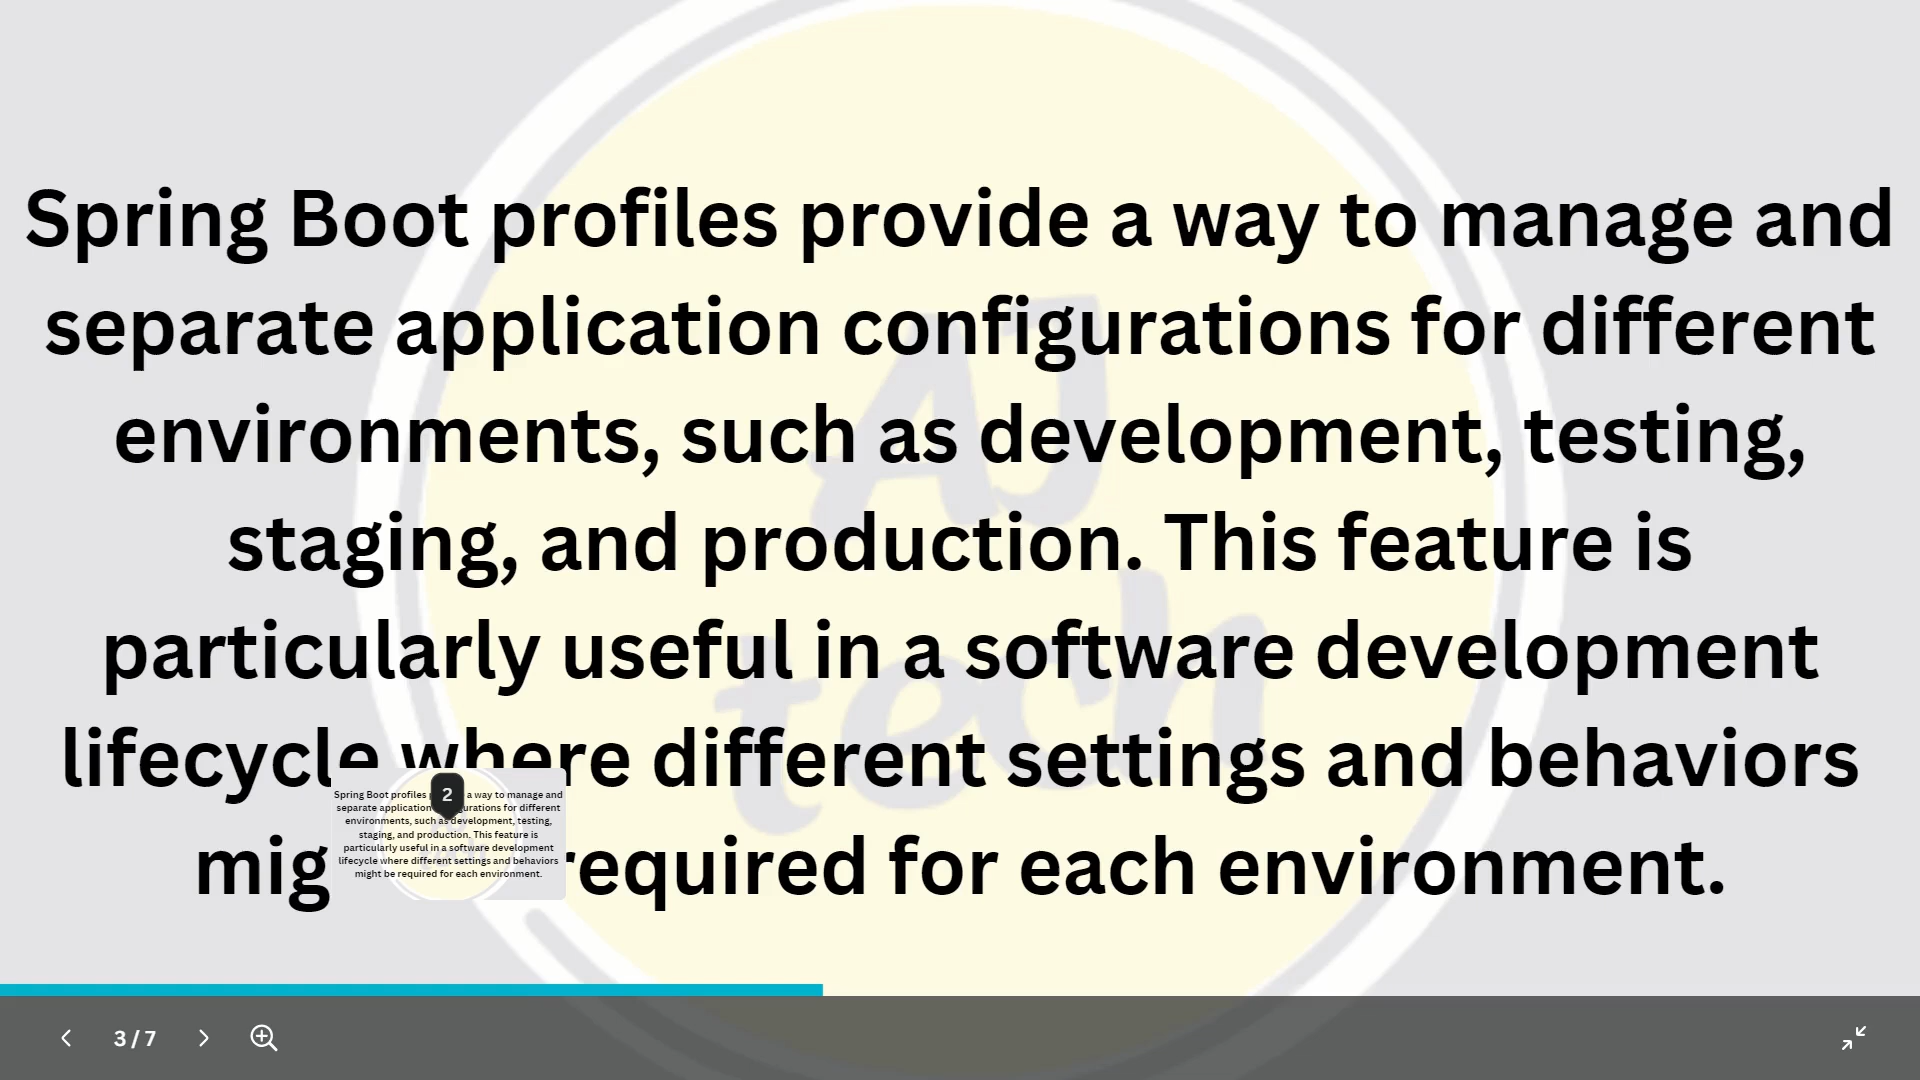 Spring Boot profiles provide a way to manage and
separate application configurations for different
environments, such as development, testing,
staging, and production. This feature is
particularly useful in a software development
lifecycle where different settings and behaviors
mig required for each environment.
AJ
tech
2
Spring Boot profiles a way to manage and
separate application urations for different
environments, such as development, testing,
staging, and production. This feature is
particularly useful in a software development
lifecycle where different settings and behaviors
might be required for each environment.
3 / 7